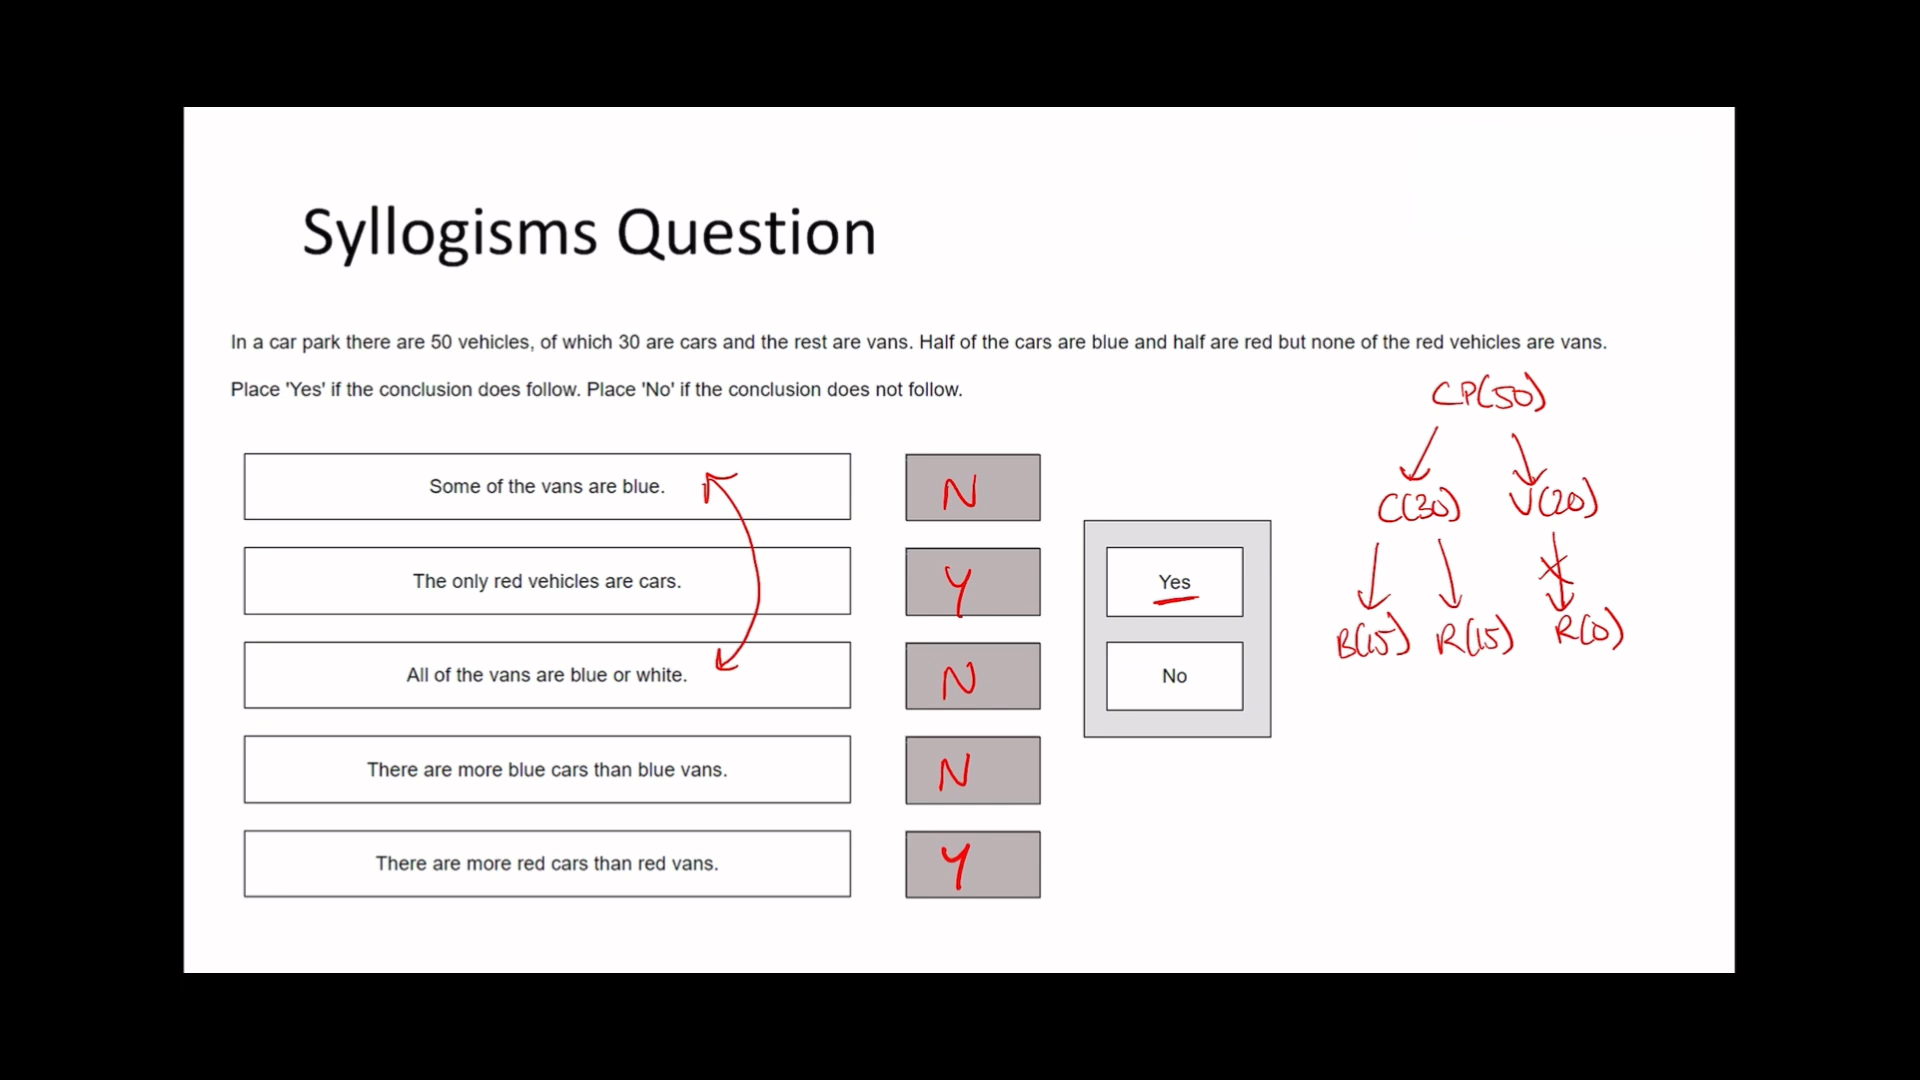 Syllogisms Question
In a car park there are 50 vehicles, of which 30 are cars and the rest are vans. Half of the cars are blue and half are red but none of the red vehicles are vans.
Place 'Yes' if the conclusion does follow. Place 'No' if the conclusion does not follow.
CP(50)
Some of the vans are blue.
N
C(30) V(20)
The only red vehicles are cars.
Y
Yes
B(15) R(15) R(0)
All of the vans are blue or white.
N
No
There are more blue cars than blue vans.
N
There are more red cars than red vans.
Y